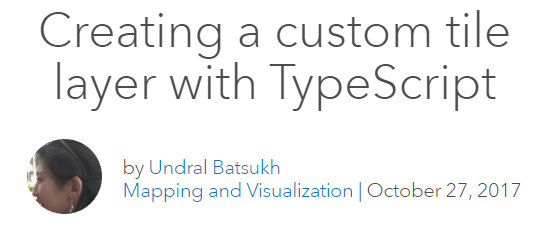 Creating a custom tile
layer with TypeScript
by Undral Batsukh
Mapping and Visualization | October 27, 2017